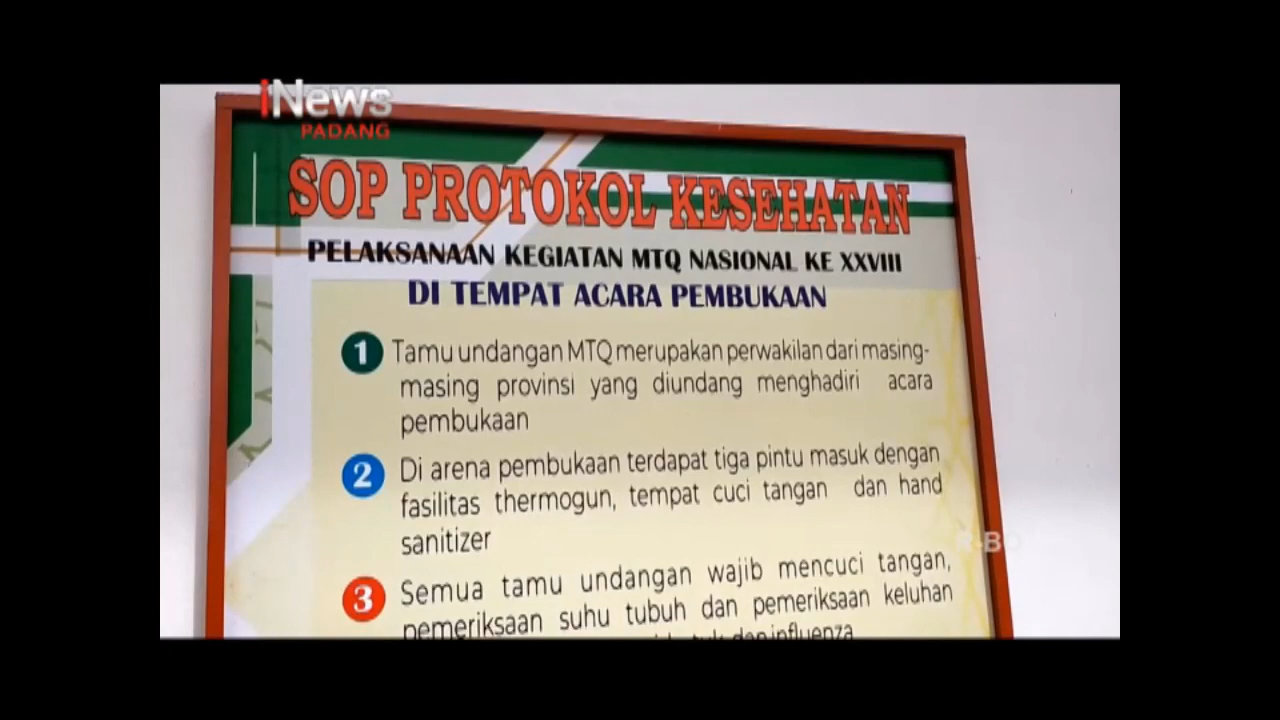 iNews
PADANG
SOP PROTOKOL KESEHATAN
PELAKSANAAN KEGIATAN MTQ NASIONAL KE XXVIII
DI TEMPAT ACARA PEMBUKAAN
1 Tamu undangan MTQ merupakan perwakilan dari masing-
masing provinsi yang diundang menghadiri acara
pembukaan
2 Di arena pembukaan terdapat tiga pintu masuk dengan
fasilitas thermogun, tempat cuci tangan dan hand
sanitizer
3 Semua tamu undangan wajib mencuci tangan,
pemeriksaan suhu tubuh dan pemeriksaan keluhan
dan influenza